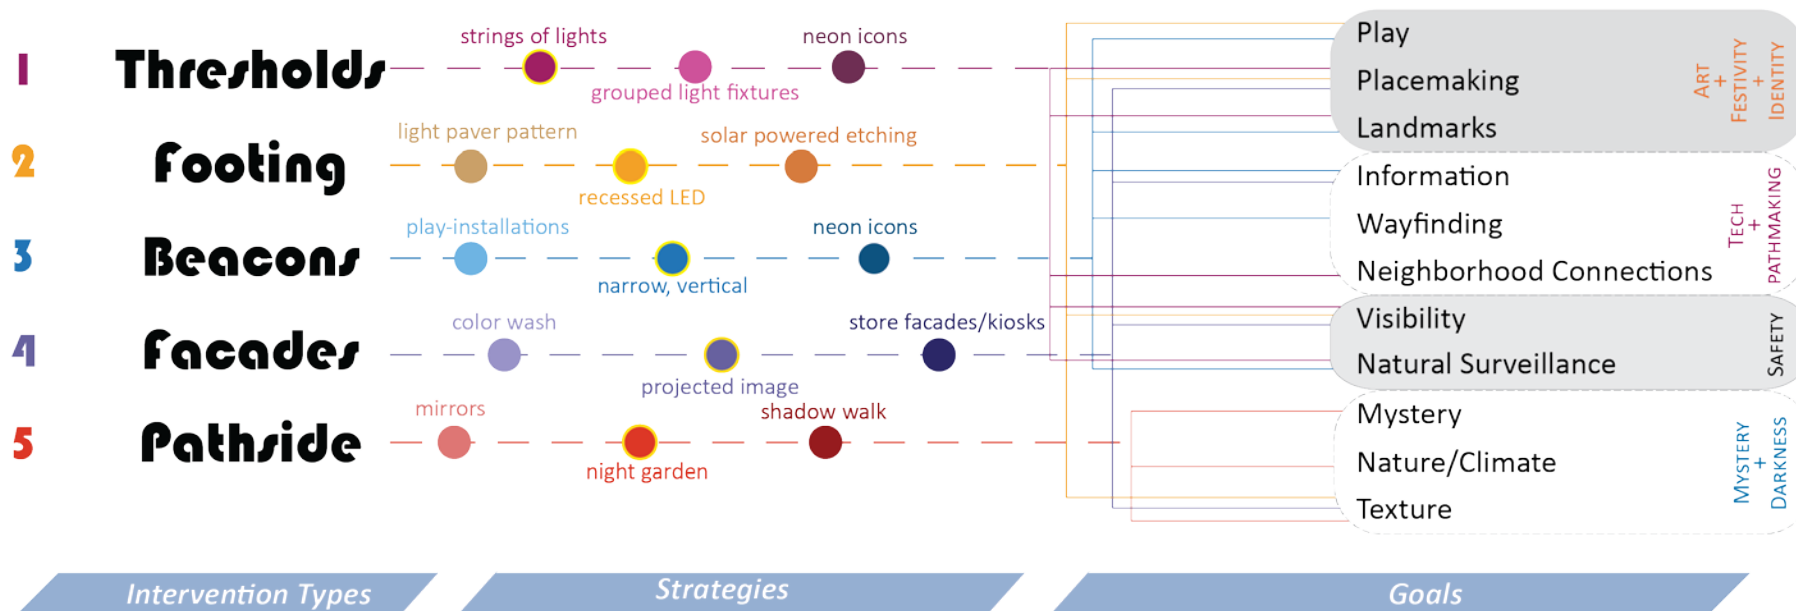 1 Thresholds strings of lights grouped light fixtures neon icons
2 Footing light paver pattern recessed LED solar powered etching
3 Beacons play-installations narrow, vertical neon icons
4 Facades color wash projected image store facades/kiosks
5 Pathside mirrors night garden shadow walk
Play
Placemaking
Landmarks
ART
+
FESTIVITY
+
IDENTITY
Information
Wayfinding
Neighborhood Connections
TECH
+
PATHMAKING
Visibility
Natural Surveillance
SAFETY
Mystery
Nature/Climate
Texture
MYSTERY
+
DARKNESS
Intervention Types
Strategies
Goals